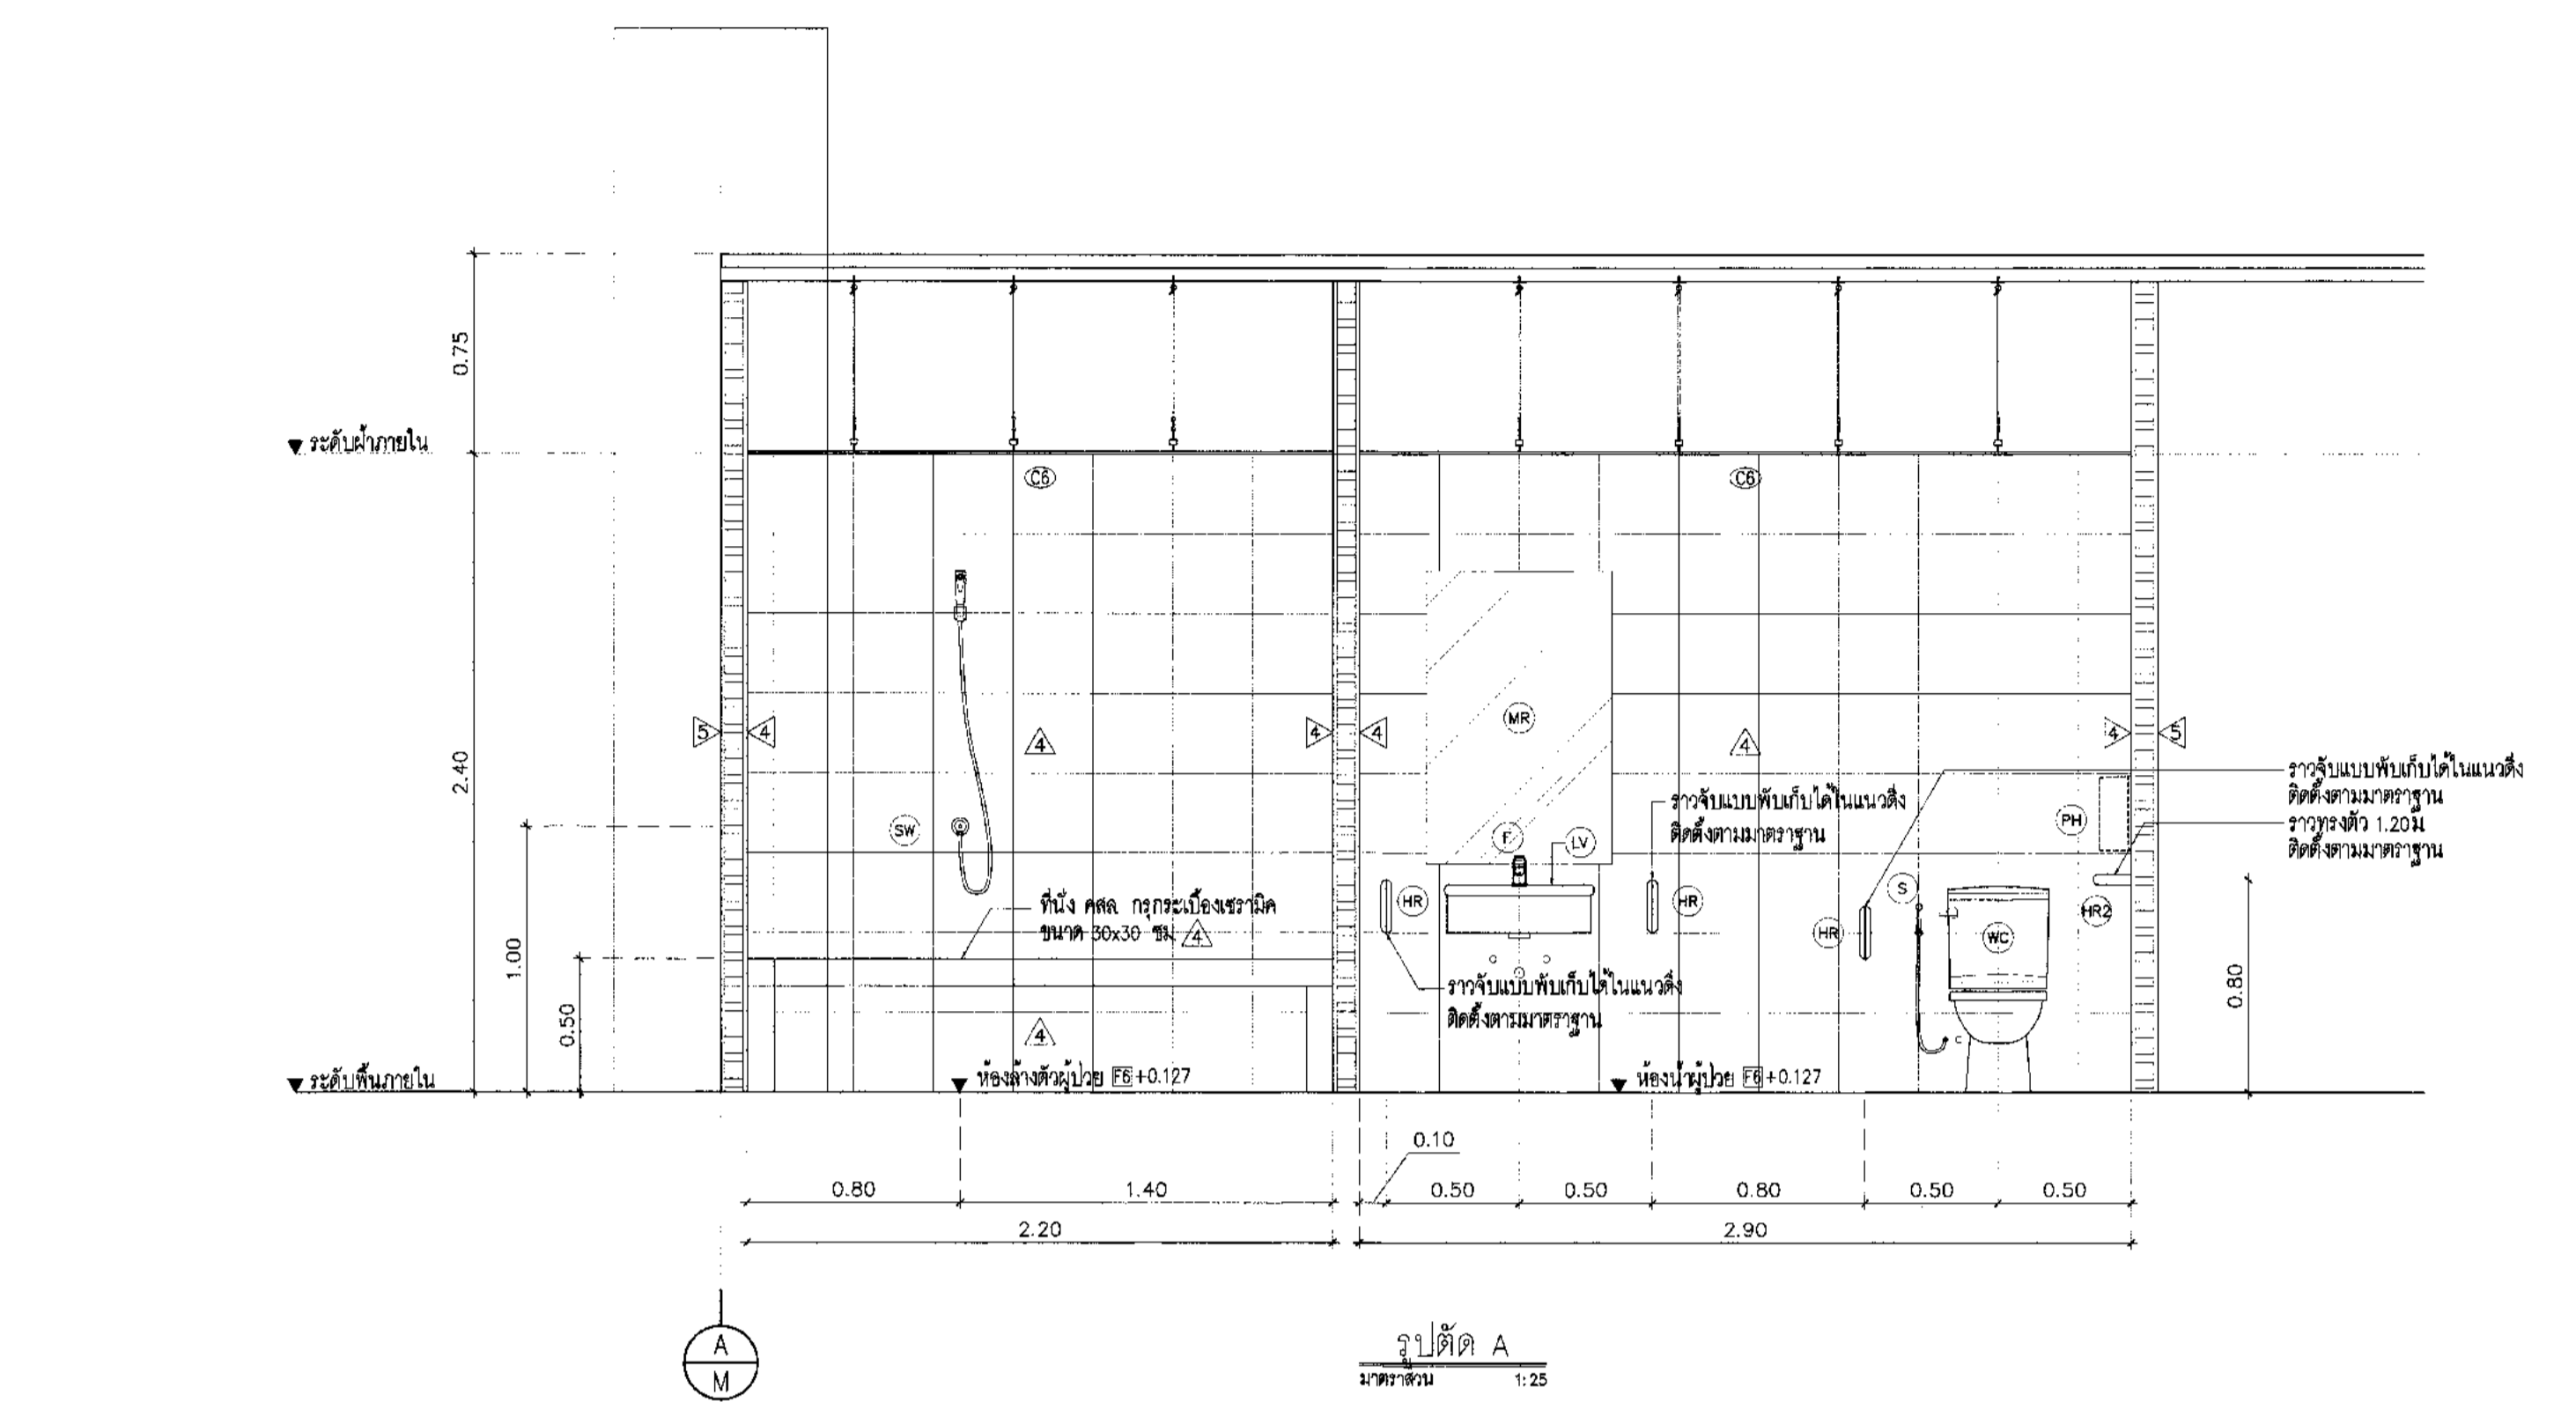 0.75
ระดับฝ้าภายใน
C6
C6
2.40
5
4
4
4
4
MR
4
4
5
ราวจับแบบพับเก็บได้ในแนวดิ่ง
ติดตั้งตามมาตราฐาน
ราวทรงตัว 1.20ม
ติดตั้งตามมาตราฐาน
ราวจับแบบพับเก็บได้ในแนวดิ่ง
ติดตั้งตามมาตราฐาน
PH
SW
F
LV
HR
HR
HR
S
WC
HR2
ที่นั่ง คสล กรุกระเบื้องเซรามิค
ขนาด 30x30 ซม 4
1.00
0.50
0.80
ราวจับแบบพับเก็บได้ในแนวดิ่ง
ติดตั้งตามมาตราฐาน
4
C
ระดับพื้นภายใน
ห้องล้างตัวผู้ป่วย F6 +0.127
ห้องน้ำผู้ป่วย F6 +0.127
0.10
0.80
1.40
0.50
0.50
0.80
0.50
0.50
2.20
2.90
A
M
รูปตัด A
มาตราส่วน 1:25